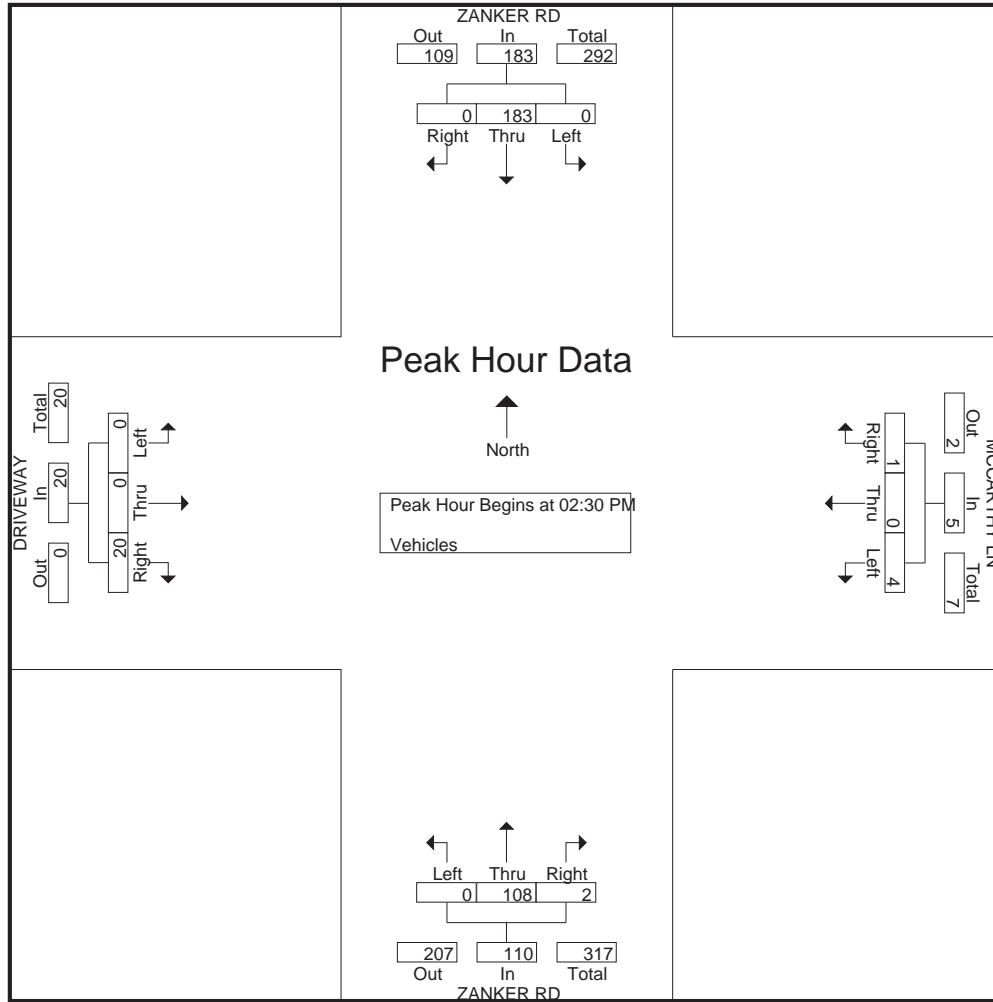 ZANKER RD
Out In Total
109 183 292
0 183 0
Right Thru Left
Peak Hour Data
North
Peak Hour Begins at 02:30 PM
Vehicles
DRIVEWAY
Out In Total
0 20 20
Left Thru Right
0 0 20
MCCARTH LN
Out In Total
2 5 7
Right Thru Left
1 0 4
Left Thru Right
0 108 2
207 110 317
Out In Total
ZANKER RD